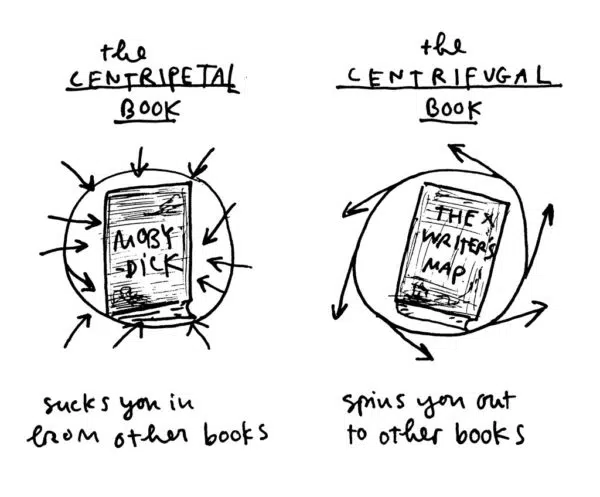 the
CENTRIPETAL
BOOK
MOBY
-DICK
sucks you in
from other books
the
CENTRIFUGAL
BOOK
THE
WRITER'S
MAP
spins you out
to other books